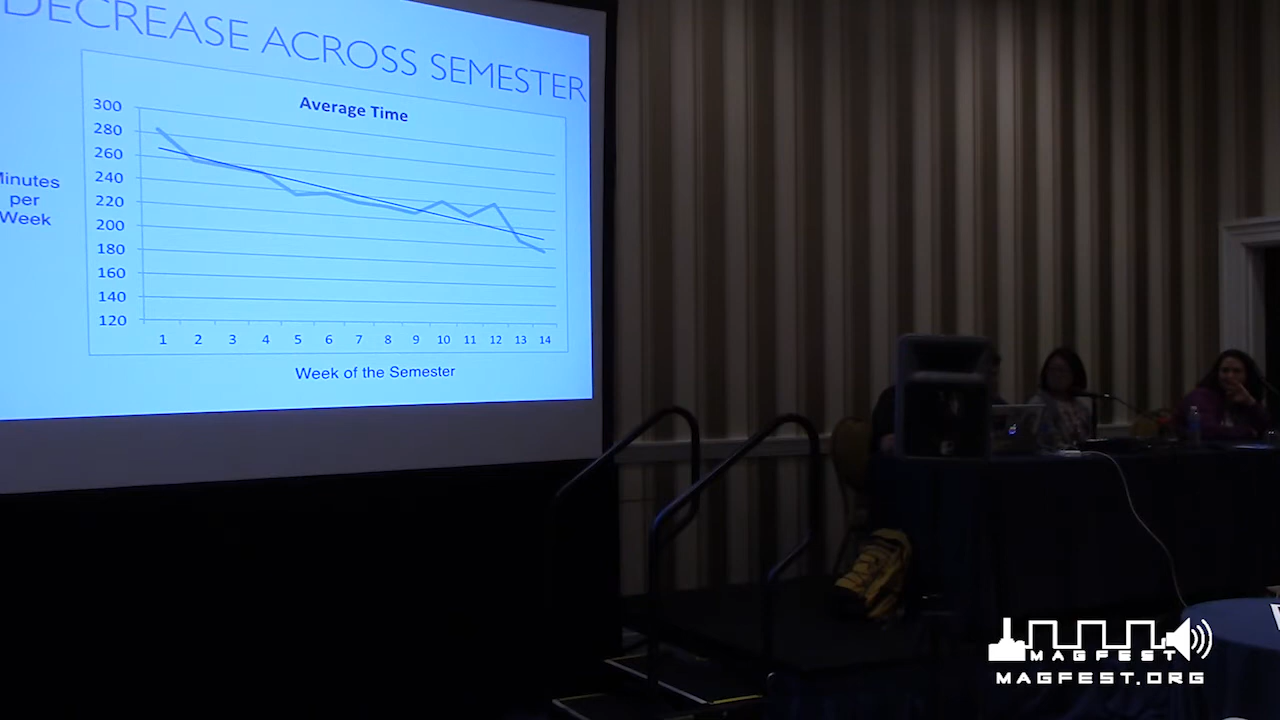 DECREASE ACROSS SEMESTER
Average Time
300
280
260
240
220
200
180
160
140
120
Minutes
per
Week
1 2 3 4 5 6 7 8 9 10 11 12 13 14
Week of the Semester
MAGFEST
MAGFEST.ORG